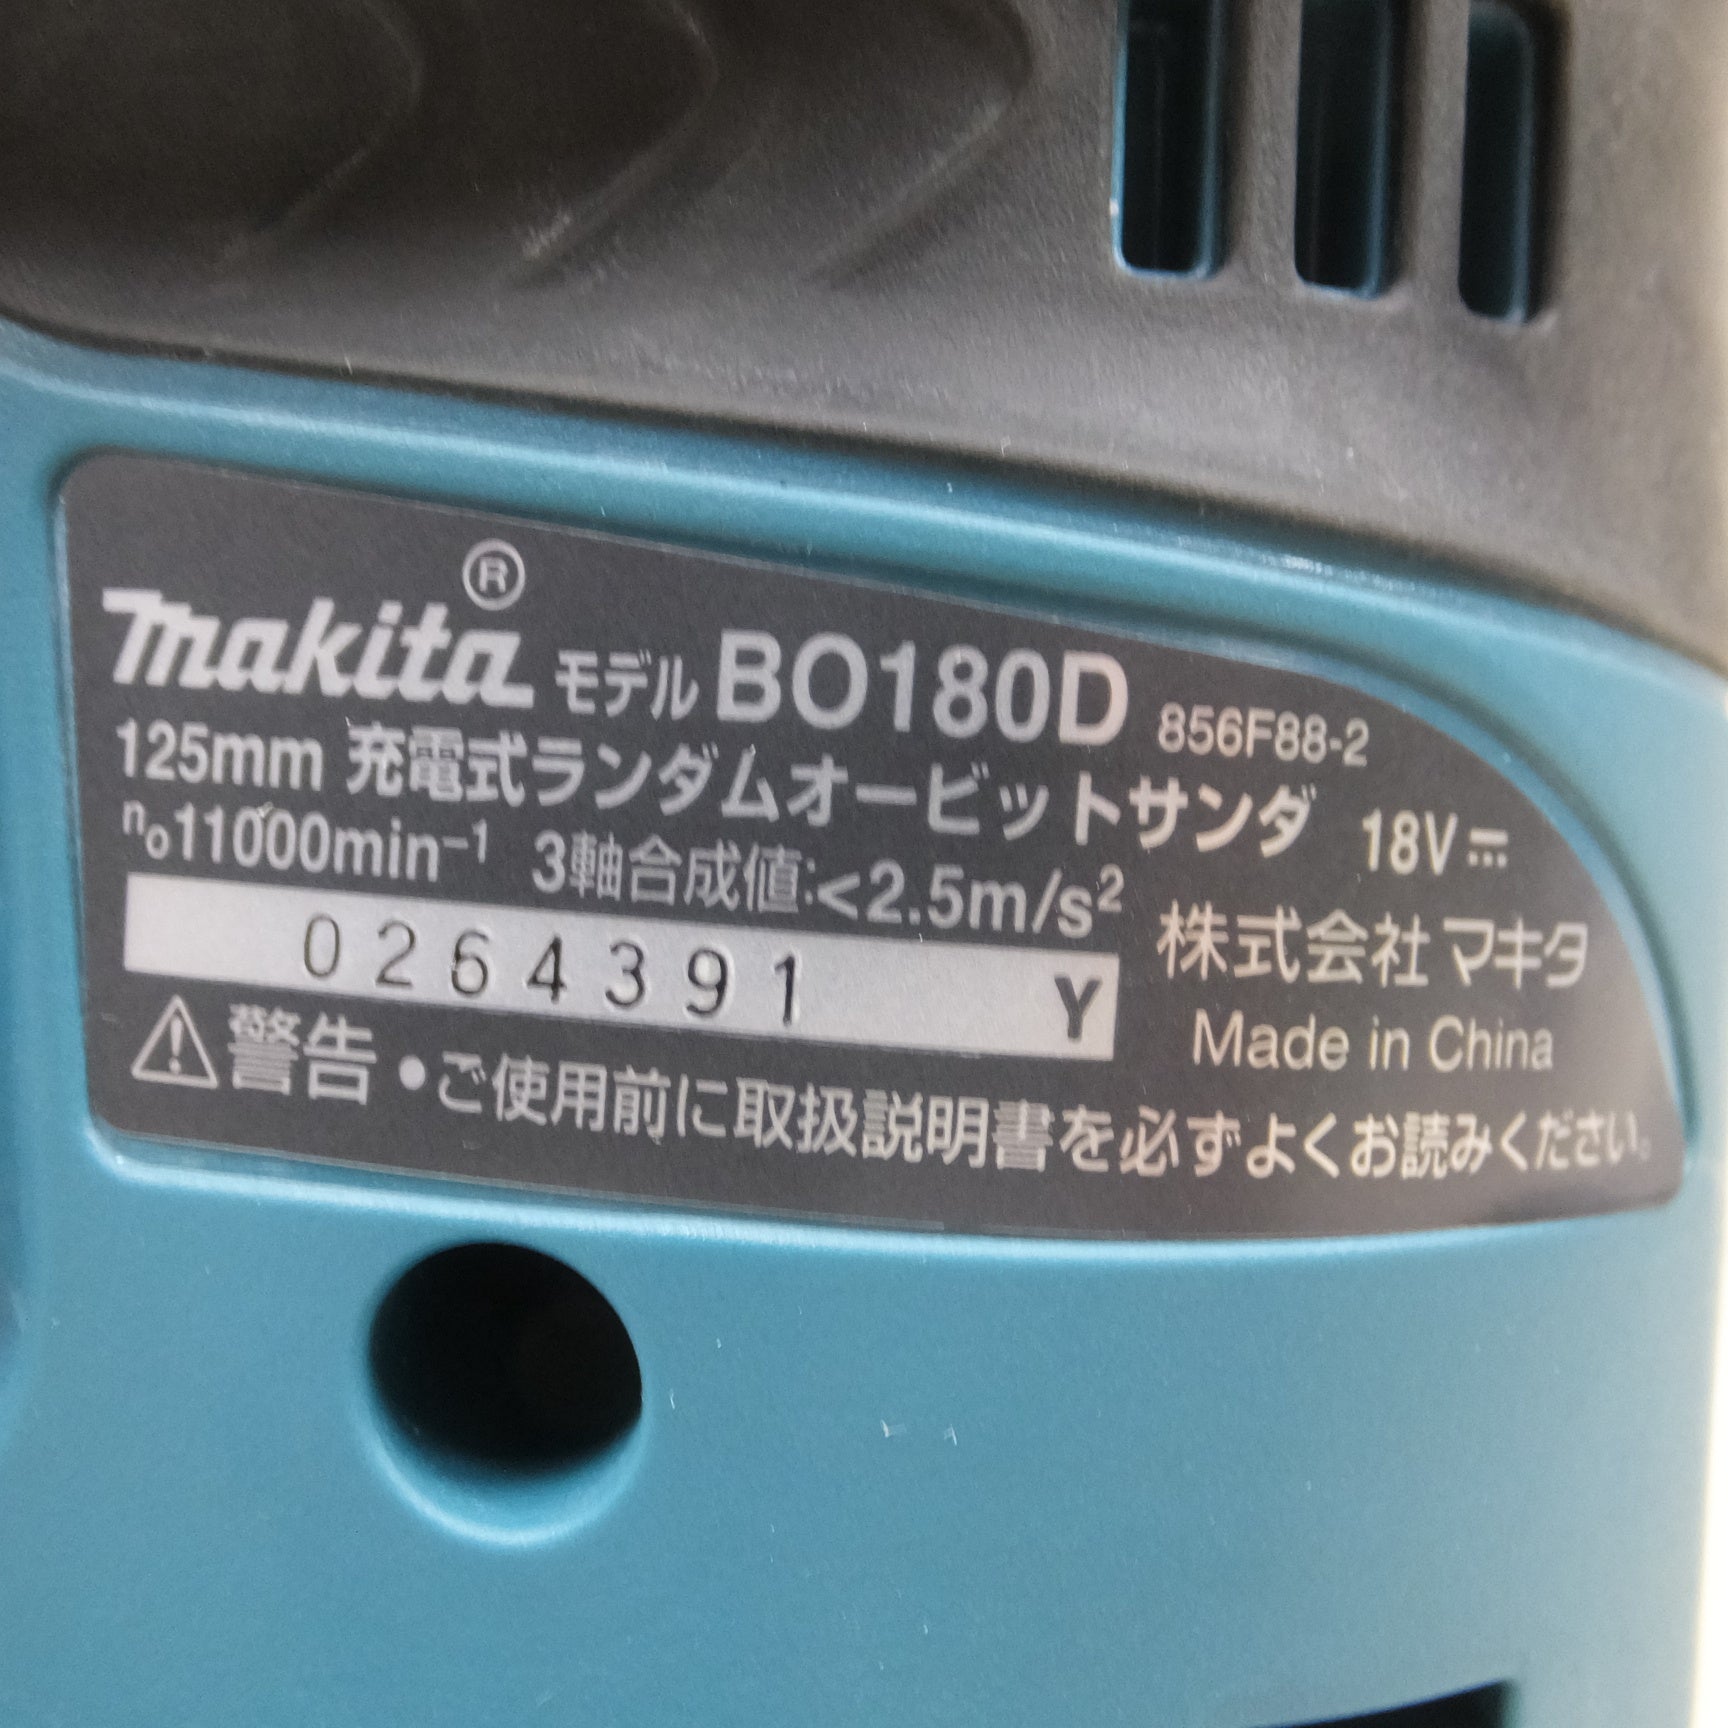 makita® モデル BO180D 856F88-2
125mm 充電式ランダムオービットサンダ 18V⎓
n₀11000min⁻¹ 3軸合成値:<2.5m/s²
株式会社マキタ
0264391 Y
Made in China
⚠警告 •ご使用前に取扱説明書を必ずよくお読みください。